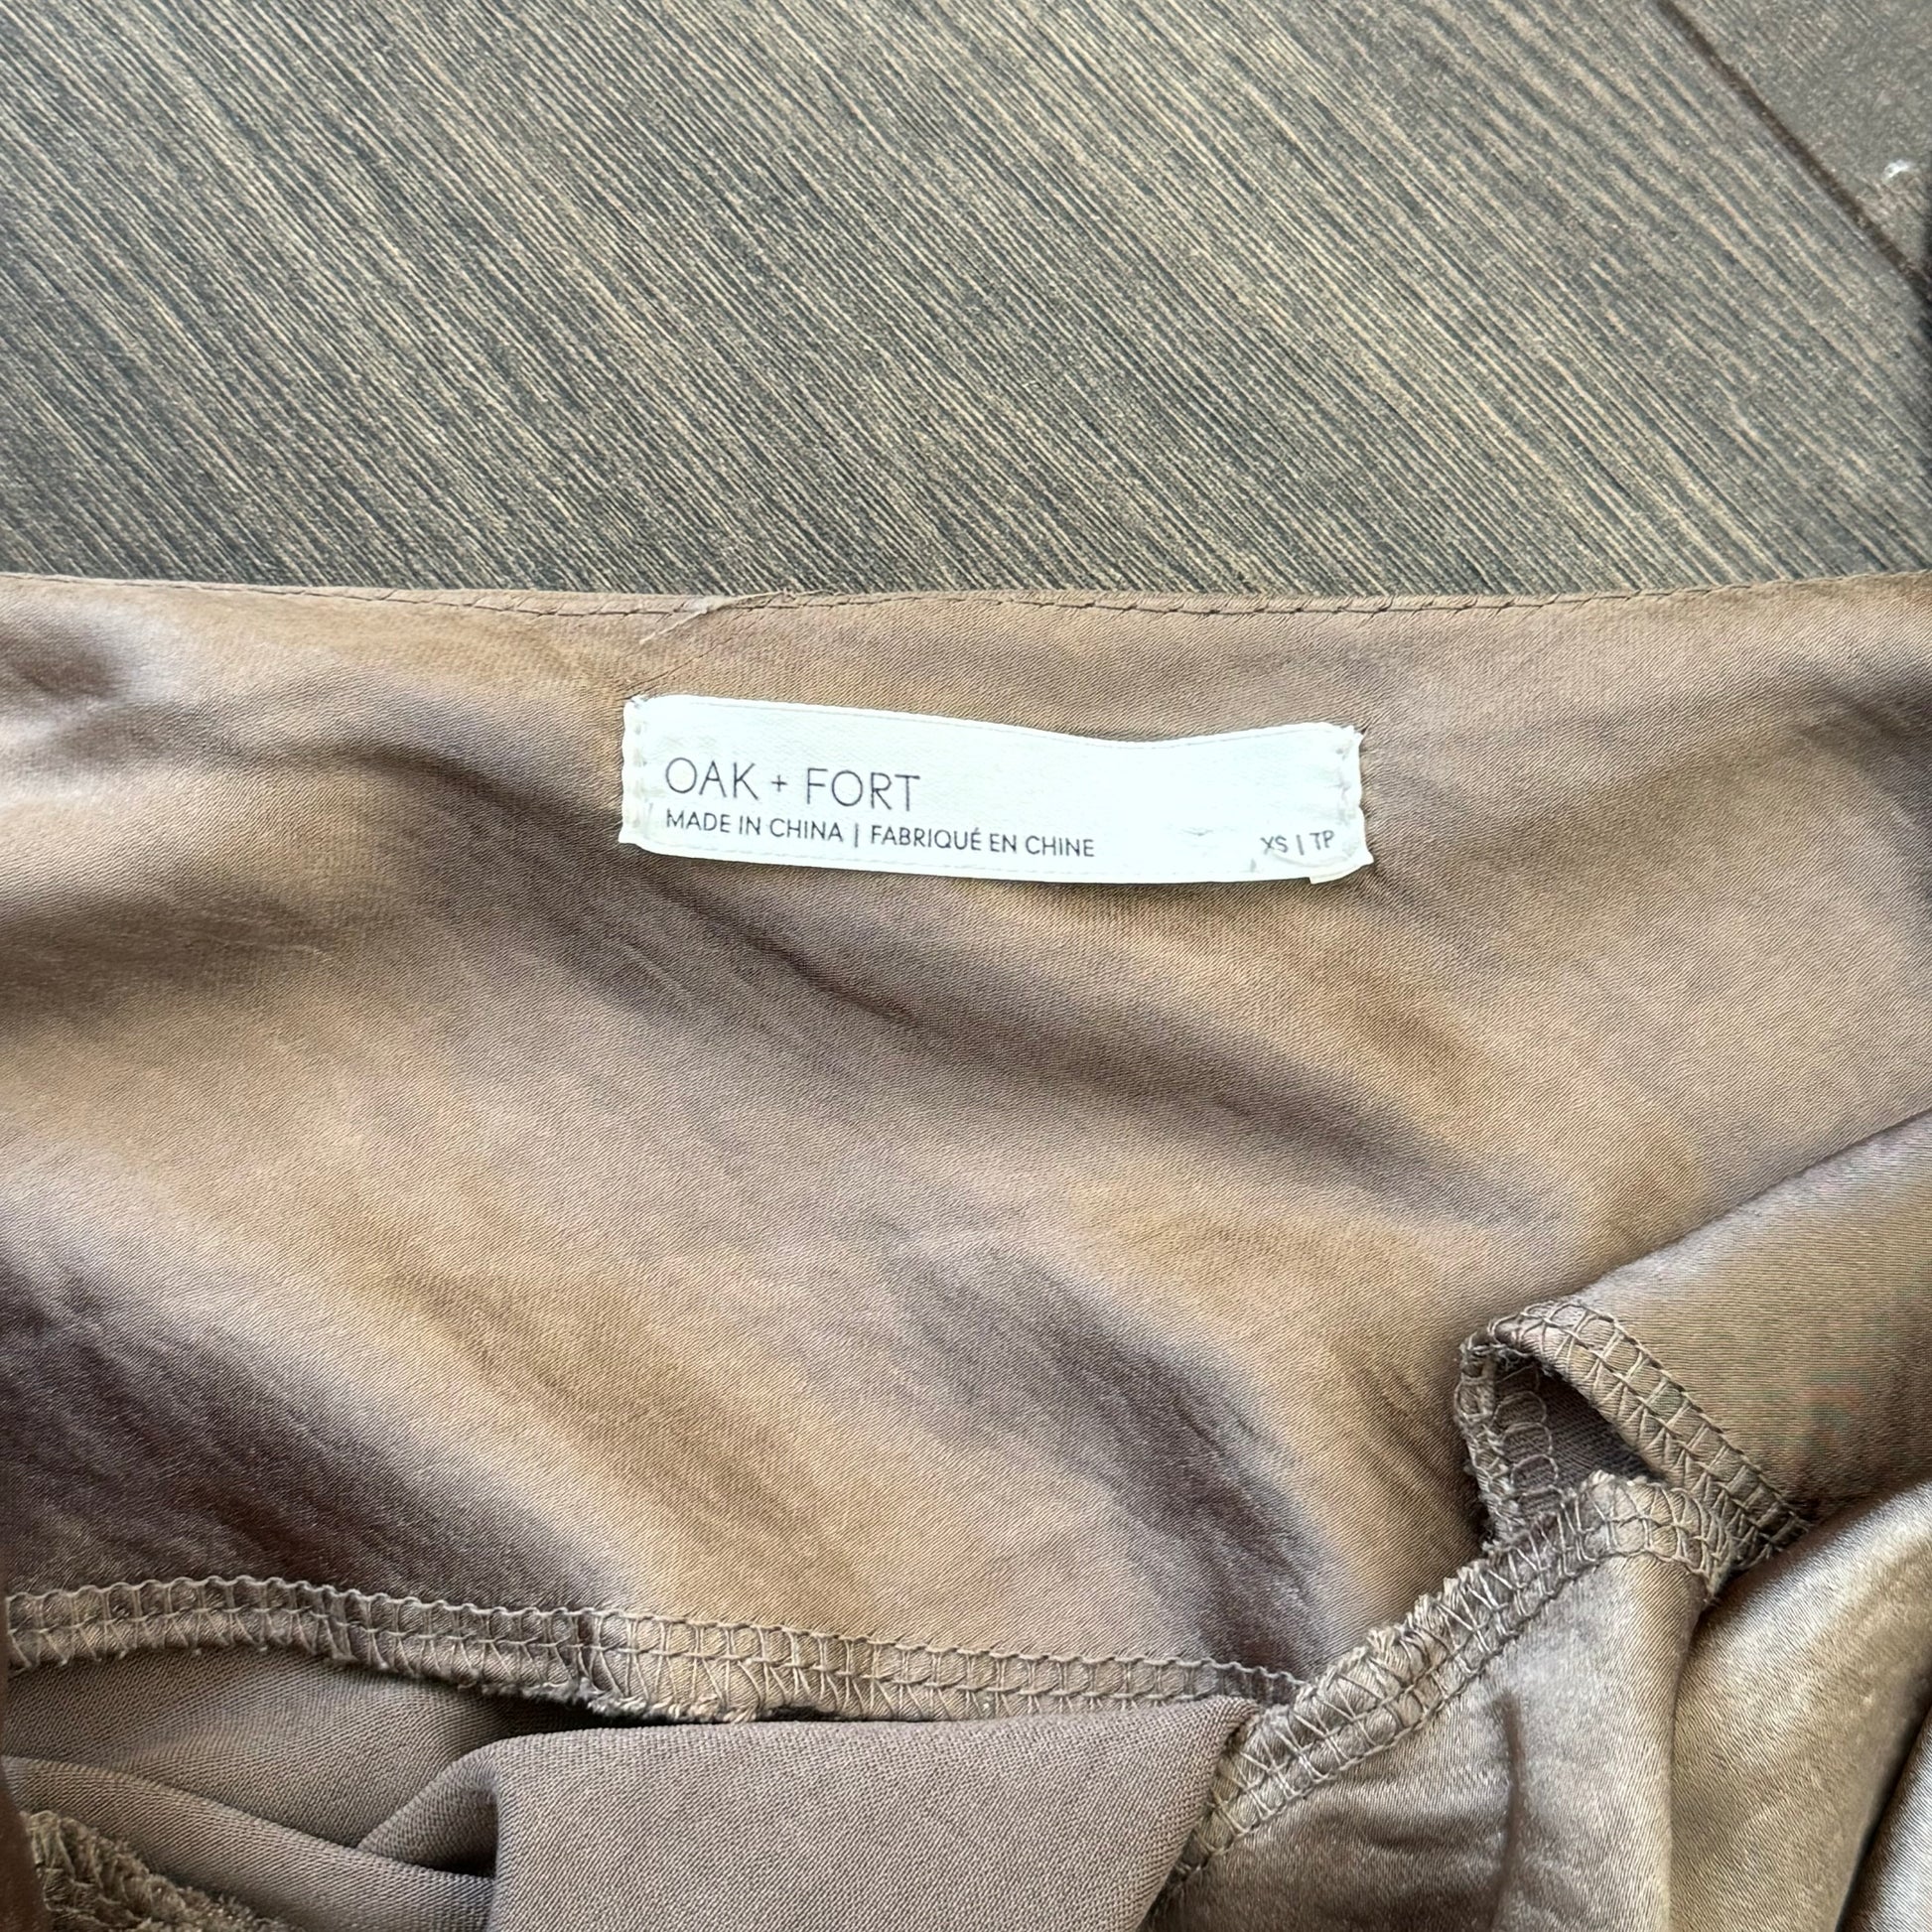 OAK + FORT
MADE IN CHINA | FABRIQUÉ EN CHINE
XS | TP